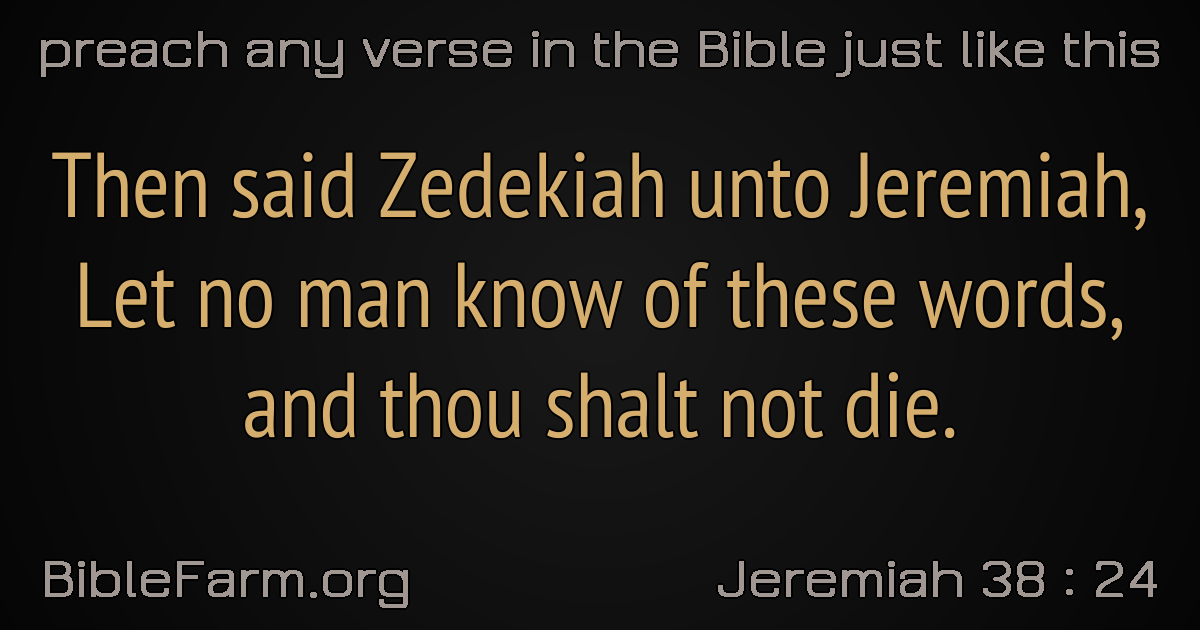 preach any verse in the Bible just like this
Then said Zedekiah unto Jeremiah,
Let no man know of these words,
and thou shalt not die.
BibleFarm.org
Jeremiah 38 : 24